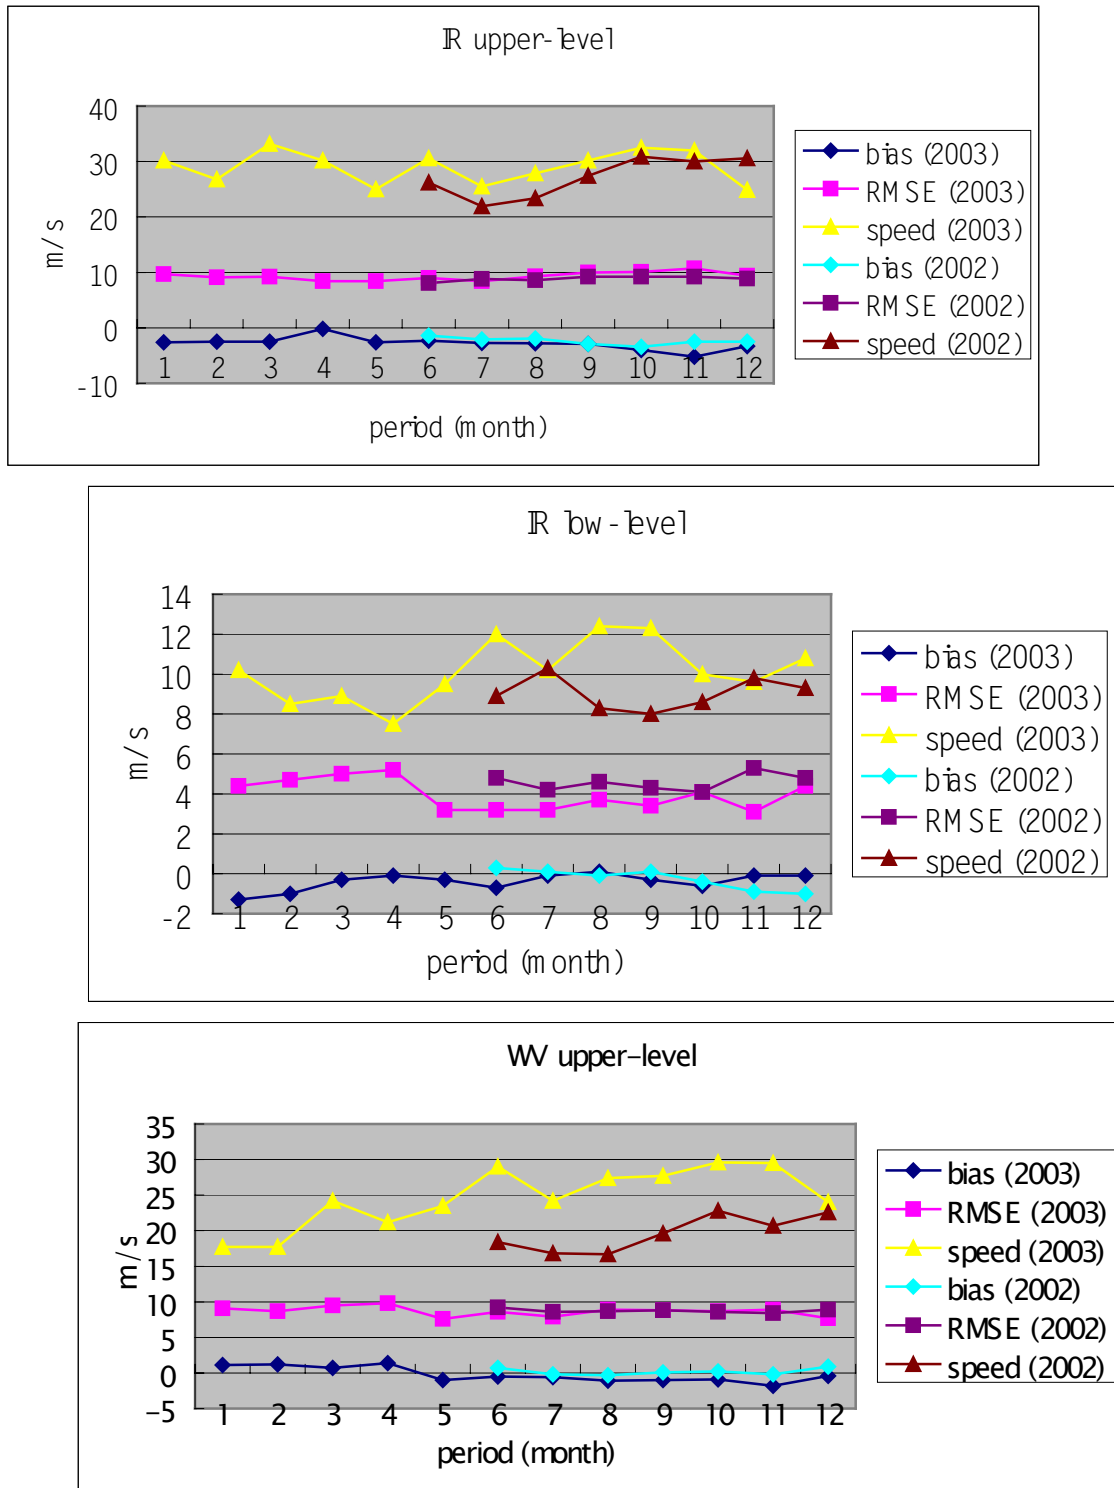 IR upper-level
40
30
20
10
0
-10
m/s
1 2 3 4 5 6 7 8 9 10 11 12
period (month)
bias (2003)
RMSE (2003)
speed (2003)
bias (2002)
RMSE (2002)
speed (2002)
IR low-level
14
12
10
8
6
4
2
0
-2
m/s
1 2 3 4 5 6 7 8 9 10 11 12
period (month)
bias (2003)
RMSE (2003)
speed (2003)
bias (2002)
RMSE (2002)
speed (2002)
WV upper-level
35
30
25
20
15
10
5
0
-5
m/s
1 2 3 4 5 6 7 8 9 10 11 12
period (month)
bias (2003)
RMSE (2003)
speed (2003)
bias (2002)
RMSE (2002)
speed (2002)